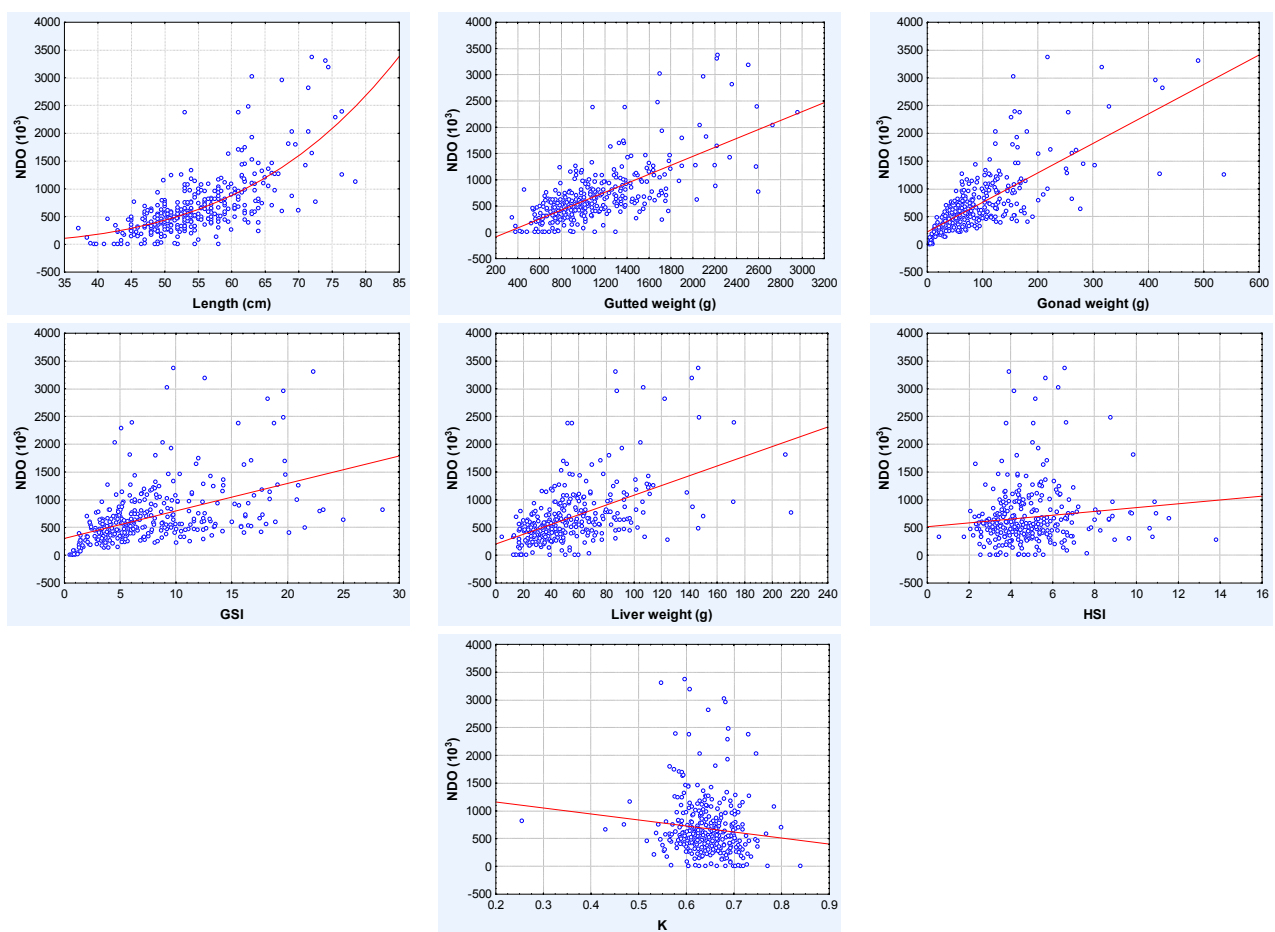 4000 4000 4000
3500 3500 3500
3000 3000 3000
2500 2500 2500
2000 2000 2000
1500 1500 1500
1000 1000 1000
500 500 500
0 0 0
-500 -500 -500
NDO (10³) NDO (10³) NDO (10³)
35 45 55 65 75 85
40 50 60 70 80
200 600 1000 1400 1800 2200 2600 3000
400 800 1200 1600 2000 2400 2800 3200
0 100 200 300 400 500 600
Length (cm) Gutted weight (g) Gonad weight (g)
4000 4000 4000
3500 3500 3500
3000 3000 3000
2500 2500 2500
2000 2000 2000
1500 1500 1500
1000 1000 1000
500 500 500
0 0 0
-500 -500 -500
NDO (10³) NDO (10³) NDO (10³)
0 5 10 15 20 25 30
0 20 40 60 80 100 120 140 160 180 200 220 240
0 2 4 6 8 10 12 14 16
GSI Liver weight (g) HSI
4000
3500
3000
2500
2000
1500
1000
500
0
-500
NDO (10³)
0.2 0.3 0.4 0.5 0.6 0.7 0.8 0.9
K